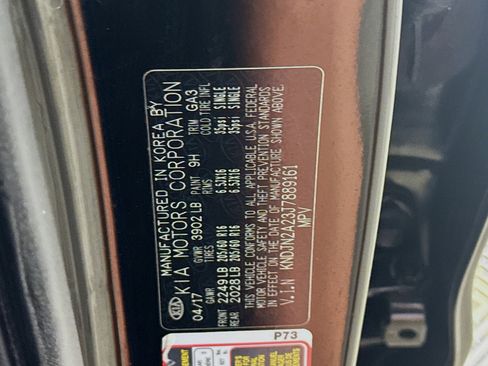 MANUFACTURED IN KOREA BY
KIA KIA MOTORS CORPORATION
04/17 GVWR 3902 LB PAINT 9H TRIM GA3
GAWR TIRES RIMS COLD TIRE INFL
FRONT 2249LB 205/60 R16 6.5JX16 SINGLE
REAR 2028LB 205/60 R16 6.5JX16 SINGLE
THIS VEHICLE CONFORMS TO ALL APPLICABLE U.S.A. FEDERAL
MOTOR VEHICLE SAFETY AND THEFT PREVENTION STANDARDS
IN EFFECT ON THE DATE OF MANUFACTURE SHOWN ABOVE.
V.I.N KNDJN2A23J7889161
MPV
P73